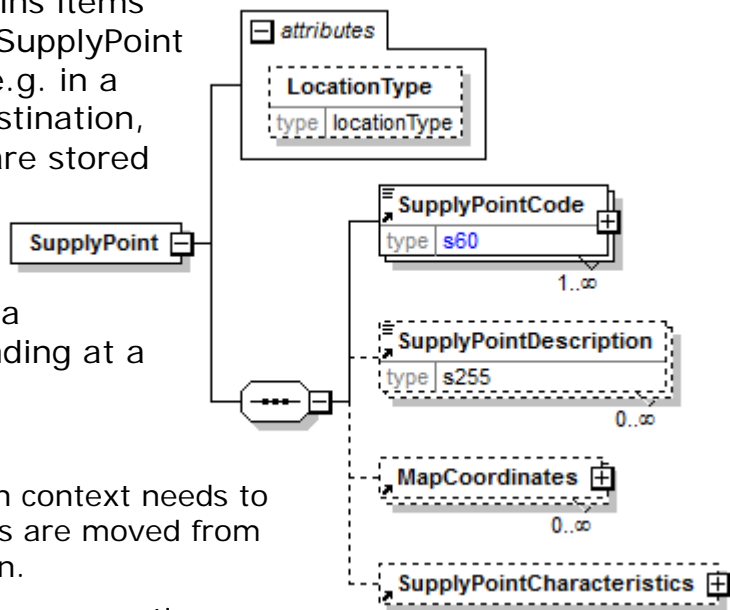 ins items
SupplyPoint
e.g. in a
stination,
are stored
a
nding at a
n context needs to
s are moved from
n.
attributes
LocationType
type locationType
SupplyPoint
SupplyPointCode
type s60
1..∞
SupplyPointDescription
type s255
0..∞
MapCoordinates
0..∞
SupplyPointCharacteristics